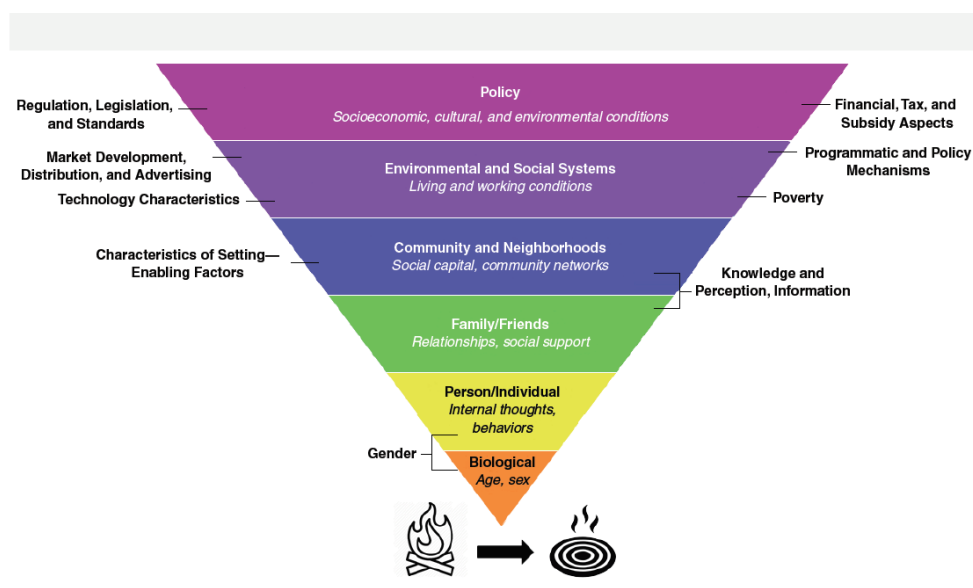 Policy
Socioeconomic, cultural, and environmental conditions
Regulation, Legislation,
and Standards
Financial, Tax, and
Subsidy Aspects
Market Development,
Distribution, and Advertising
Environmental and Social Systems
Living and working conditions
Programmatic and Policy
Mechanisms
Technology Characteristics
Poverty
Characteristics of Setting—
Enabling Factors
Community and Neighborhoods
Social capital, community networks
Knowledge and
Perception, Information
Family/Friends
Relationships, social support
Person/Individual
Internal thoughts,
behaviors
Gender
Biological
Age, sex